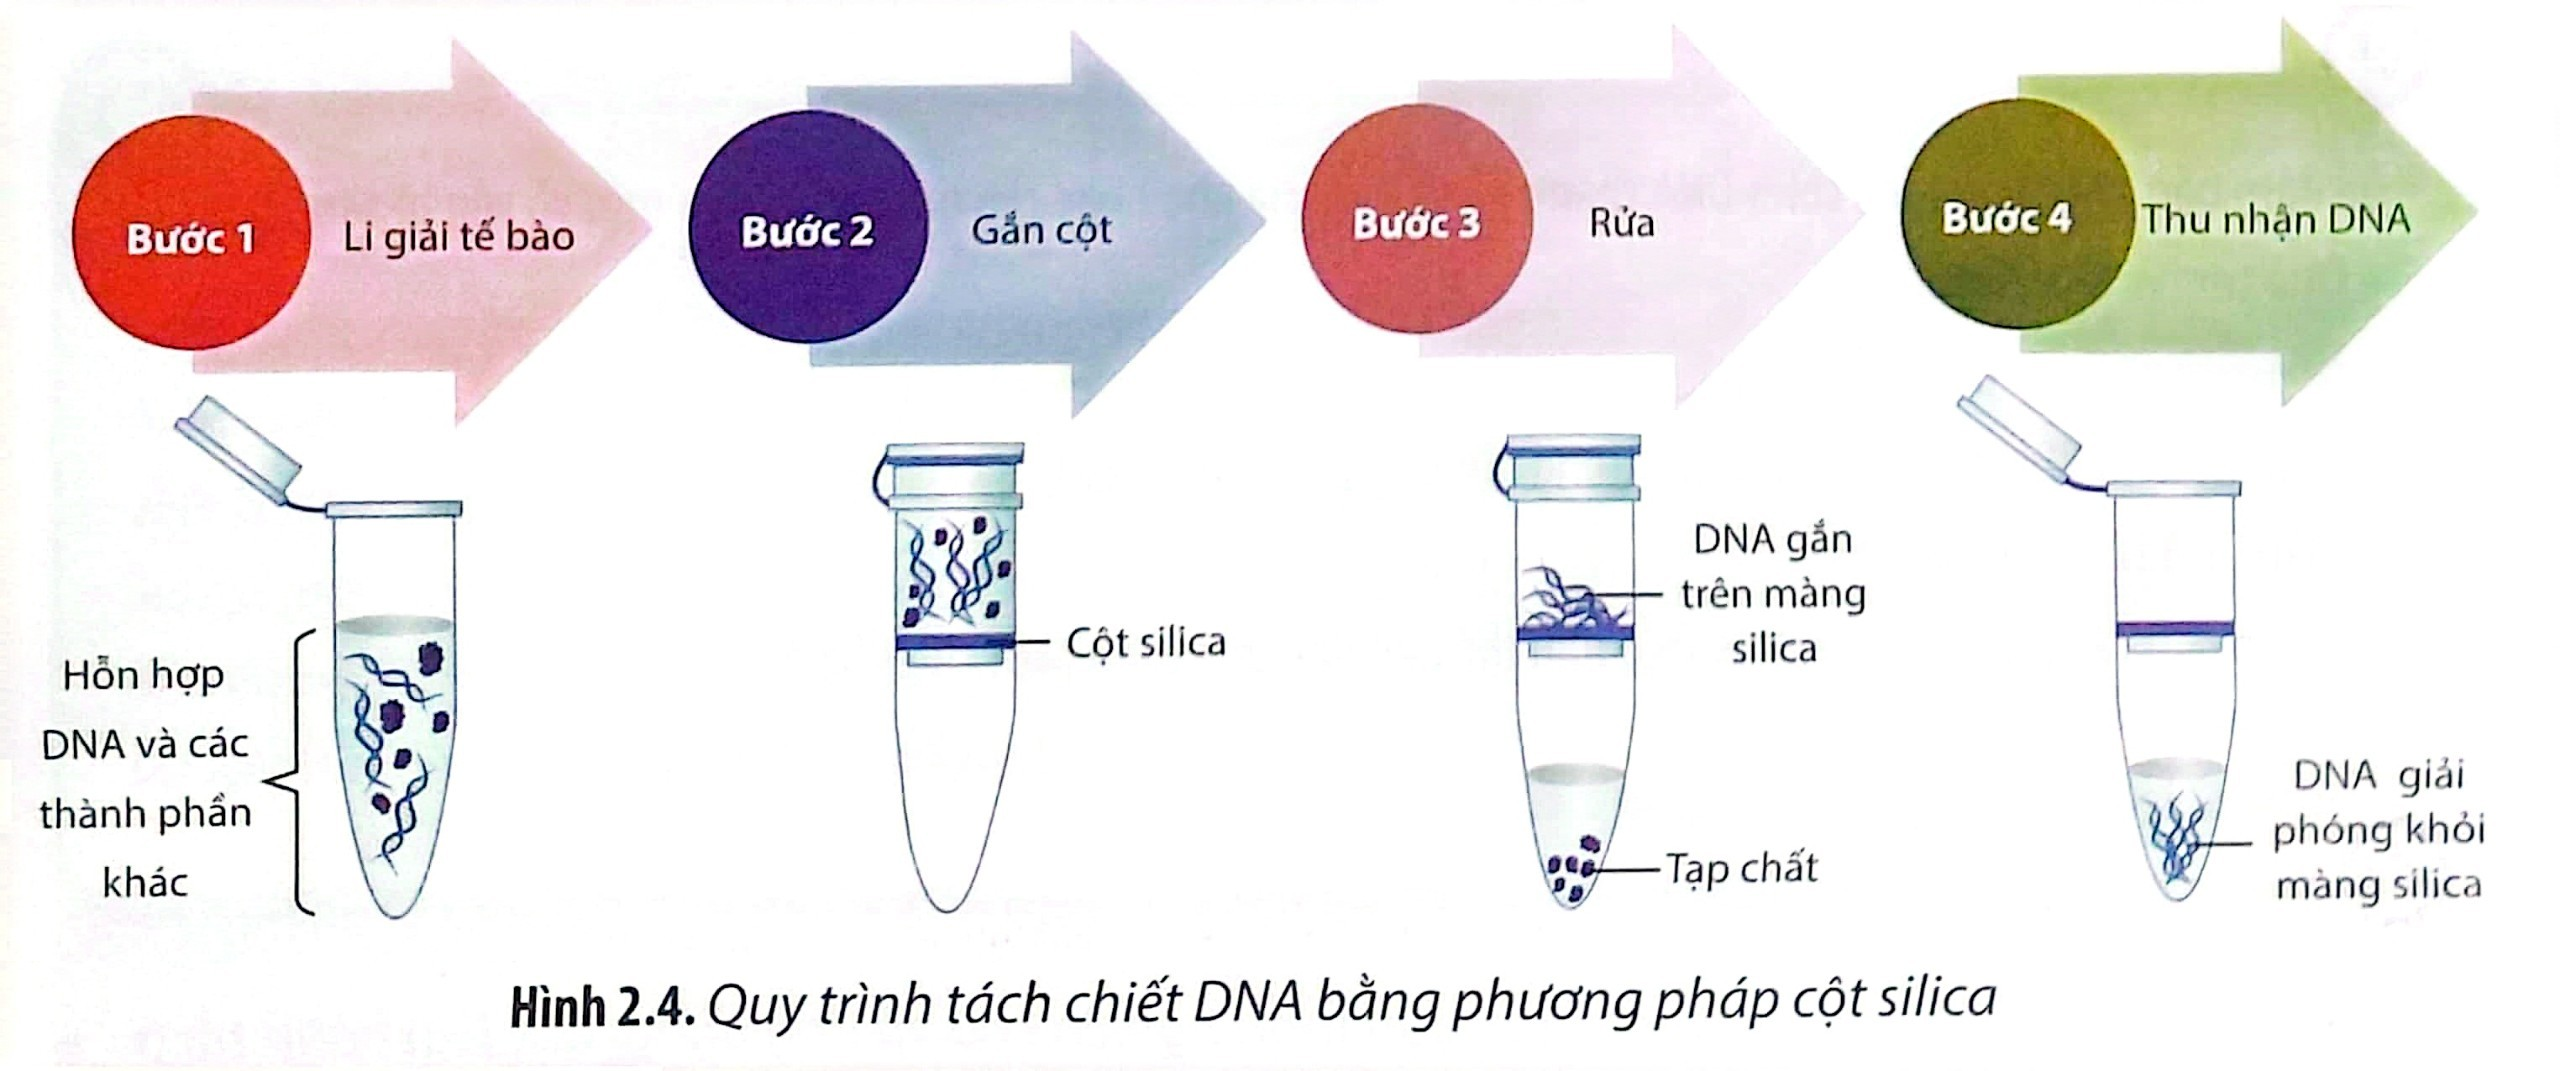 Bước 1
Li giải tế bào
Bước 2
Gắn cột
Bước 3
Rửa
Bước 4
Thu nhận DNA
Hỗn hợp
DNA và các
thành phần
khác
Cột silica
DNA gắn
trên màng
silica
Tạp chất
DNA giải
phóng khỏi
màng silica
Hình 2.4. Quy trình tách chiết DNA bằng phương pháp cột silica